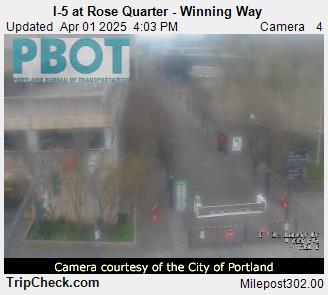 I-5 at Rose Quarter - Winning Way
Updated Apr 01 2025 4:03 PM Camera 4
PBOT
PORTLAND BUREAU OF TRANSPORTATION
Camera courtesy of the City of Portland
TripCheck.com Milepost302.00